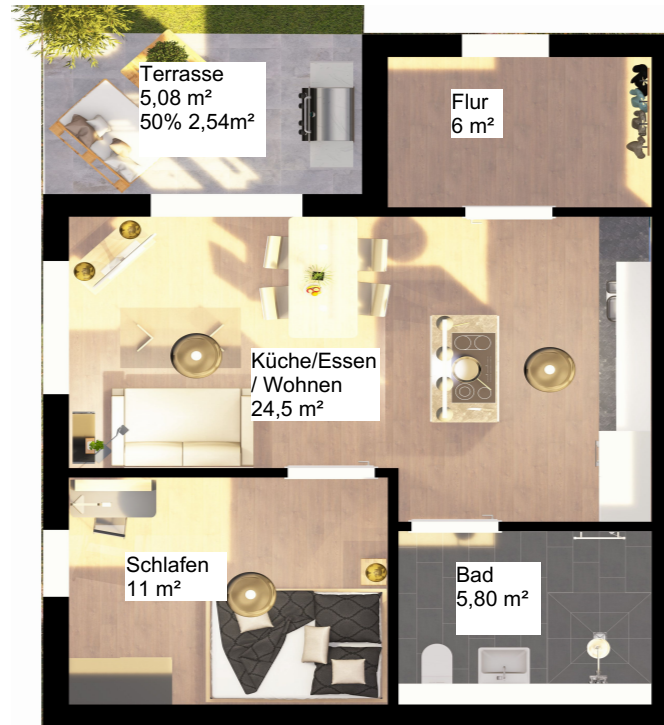 Terrasse
5,08 m²
50% 2,54m²
Flur
6 m²
Küche/Essen
/ Wohnen
24,5 m²
Schlafen
11 m²
Bad
5,80 m²